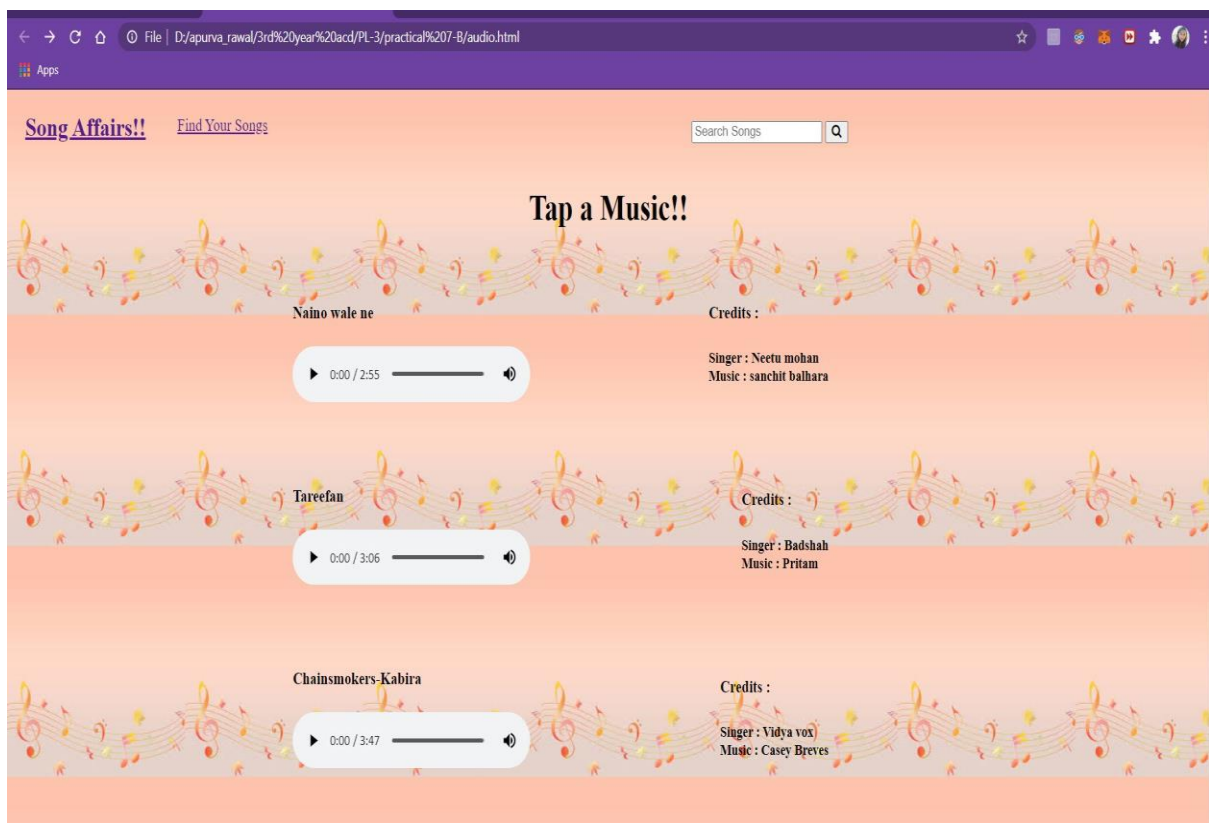 File | D:/apurva_rawal/3rd%20year%20acd/PL-3/practical%207-B/audio.html
Apps
Song Affairs!!
Find Your Songs
Search Songs
Tap a Music!!
Naino wale ne
Credits :
0:00 / 2:55
Singer : Neetu mohan
Music : sanchit balhara
Tareefan
Credits :
0:00 / 3:06
Singer : Badshah
Music : Pritam
Chainsmokers-Kabira
Credits :
0:00 / 3:47
Singer : Vidya vox
Music : Casey Breves